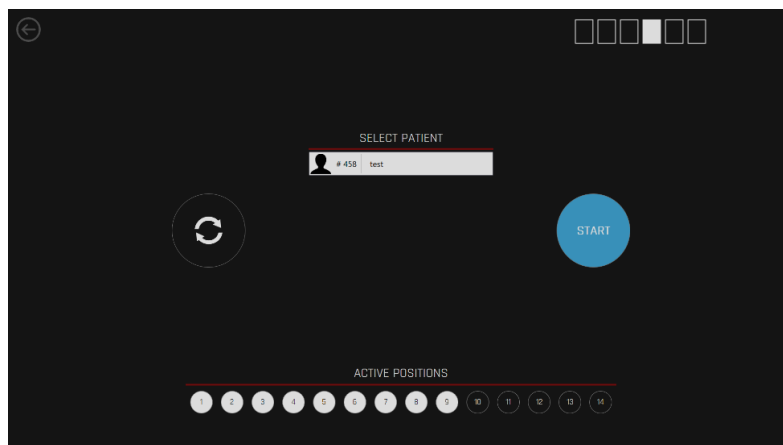 SELECT PATIENT
# 458 test
START
ACTIVE POSITIONS
1 2 3 4 5 6 7 8 9 10 11 12 13 14